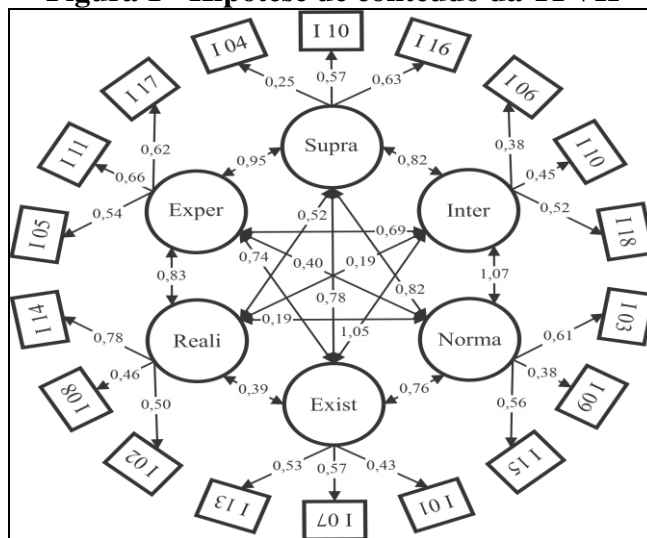 Figura 1 - Hipótese de conteúdo da
I 10
I 04
I 16
I 17
I 06
0,25
0,57
0,63
I 11
0,62
0,38
I 10
Supra
0,66
0,45
0,95
0,82
I 05
0,54
Exper
Inter
0,52
I 18
0,52
0,69
0,74
0,40
0,19
0,83
1,07
I 14
0,78
0,82
I 03
0,78
0,19
1,05
0,61
Reali
Norma
I 08
0,46
0,38
I 09
0,50
0,39
0,76
0,56
Exist
I 02
I 15
0,53
0,57
0,43
I 13
I 07
I 01